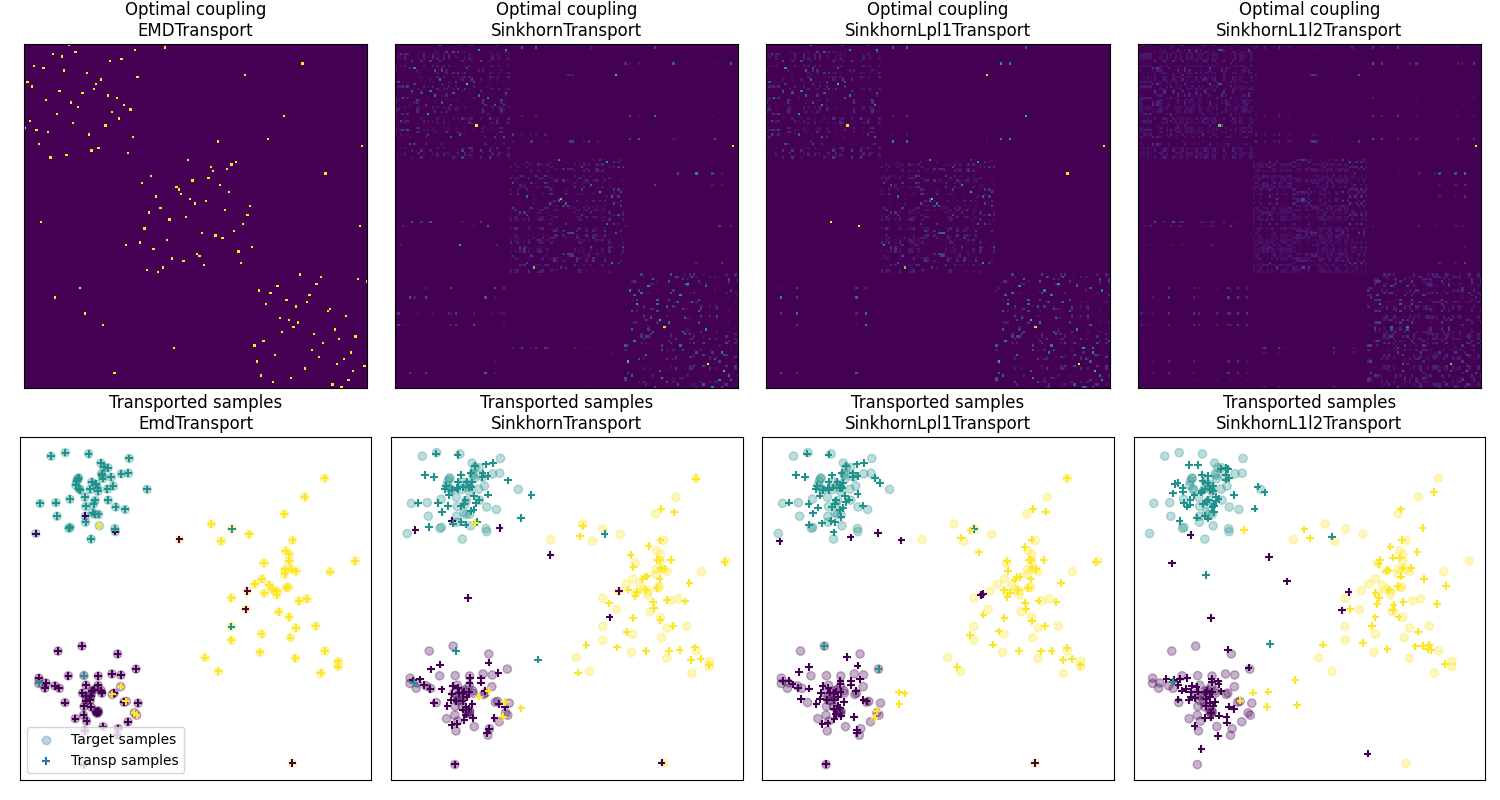 Optimal coupling
EMDTransport
Optimal coupling
SinkhornTransport
Optimal coupling
SinkhornLpl1Transport
Optimal coupling
SinkhornL1l2Transport
Transported samples
EmdTransport
Transported samples
SinkhornTransport
Transported samples
SinkhornLpl1Transport
Transported samples
SinkhornL1l2Transport
Target samples
Transp samples